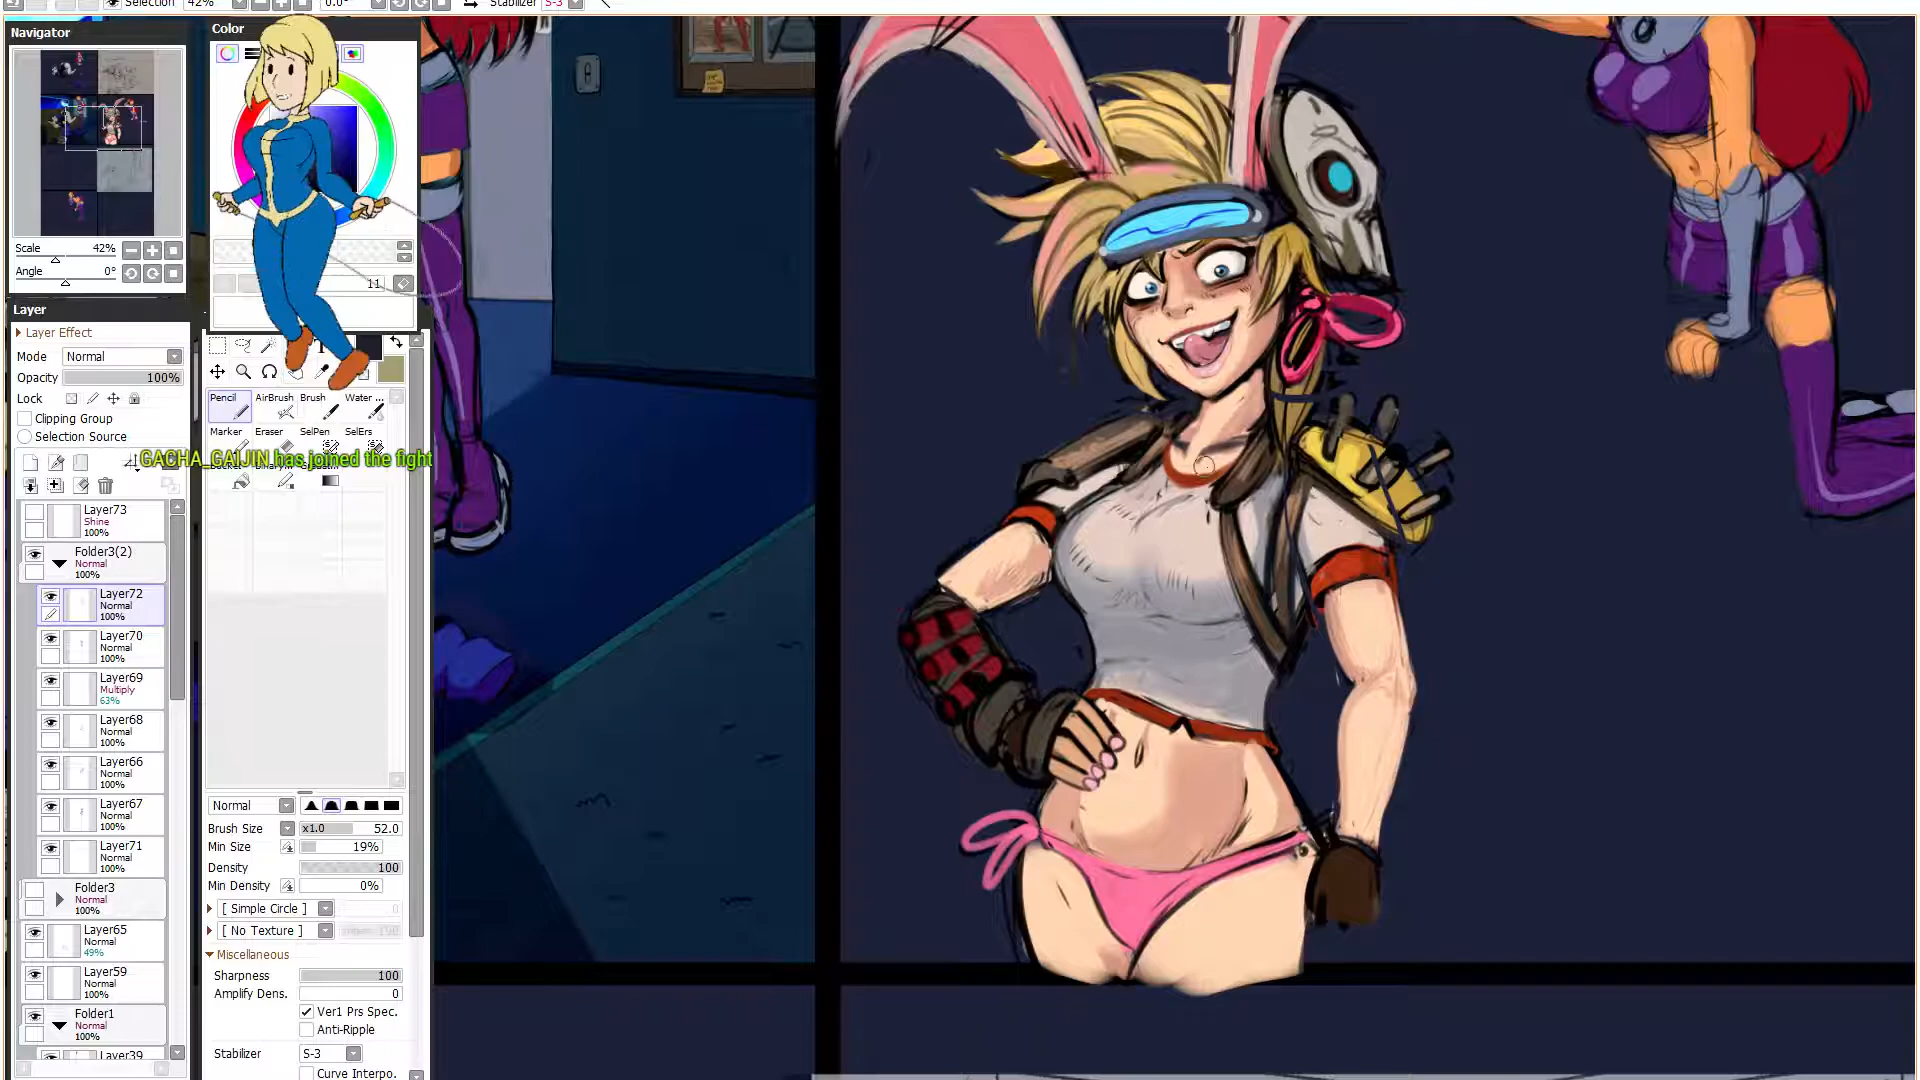 Selection 42% 0.0° Stabilizer S-3
Navigator
Color
Scale 42%
Angle 0°
11
Layer
Layer Effect
Mode Normal
Opacity 100%
Lock
Clipping Group
Selection Source
GACHA_GAIJIN has joined the fight
Layer73
Shine
100%
Folder3(2)
Normal
100%
Layer72
Normal
100%
Layer70
Normal
100%
Layer69
Multiply
63%
Layer68
Normal
100%
Layer66
Normal
100%
Layer67
Normal
100%
Layer71
Normal
100%
Folder3
Normal
100%
Layer65
Normal
49%
Layer59
Normal
100%
Folder1
Normal
100%
Layer39
T
Pencil AirBrush Brush Water ...
Marker Eraser SelPen SelErs
Normal
Brush Size x1.0 52.0
Min Size 19%
Density 100
Min Density 0%
[ Simple Circle ] 0
[ No Texture ]
Miscellaneous
Sharpness 100
Amplify Dens. 0
Ver1 Prs Spec.
Anti-Ripple
Stabilizer S-3
Curve Interpo.